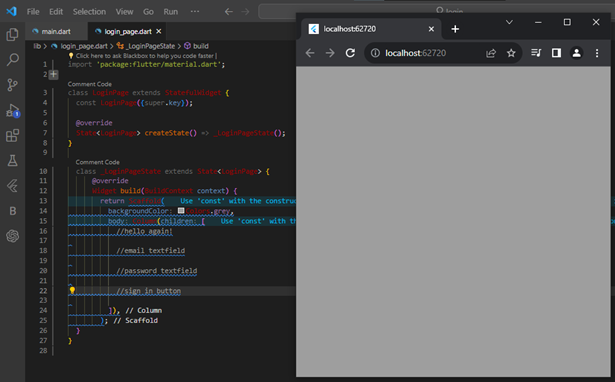 File Edit Selection View Go Run ...
login
main.dart
login_page.dart
lib > login_page.dart > _LoginPageState > build
Click here to ask Blackbox to help you code faster |
1 import 'package:flutter/material.dart';
2
Comment Code
3 class LoginPage extends StatefulWidget {
4 const LoginPage({super.key});
5
6 @override
7 State<LoginPage> createState() => _LoginPageState();
8 }
9
Comment Code
10 class _LoginPageState extends State<LoginPage> {
11 @override
12 Widget build(BuildContext context) {
13 return Scaffold( Use 'const' with the construc
14 backgroundColor: Colors.grey,
15 body: Column(children: [ Use 'const' with th
16 //hello again!
17
18 //email textfield
19
20 //password textfield
21
22 //sign in button
23
24 ]), // Column
25 ); // Scaffold
26 }
27 }
28
localhost:62720
localhost:62720